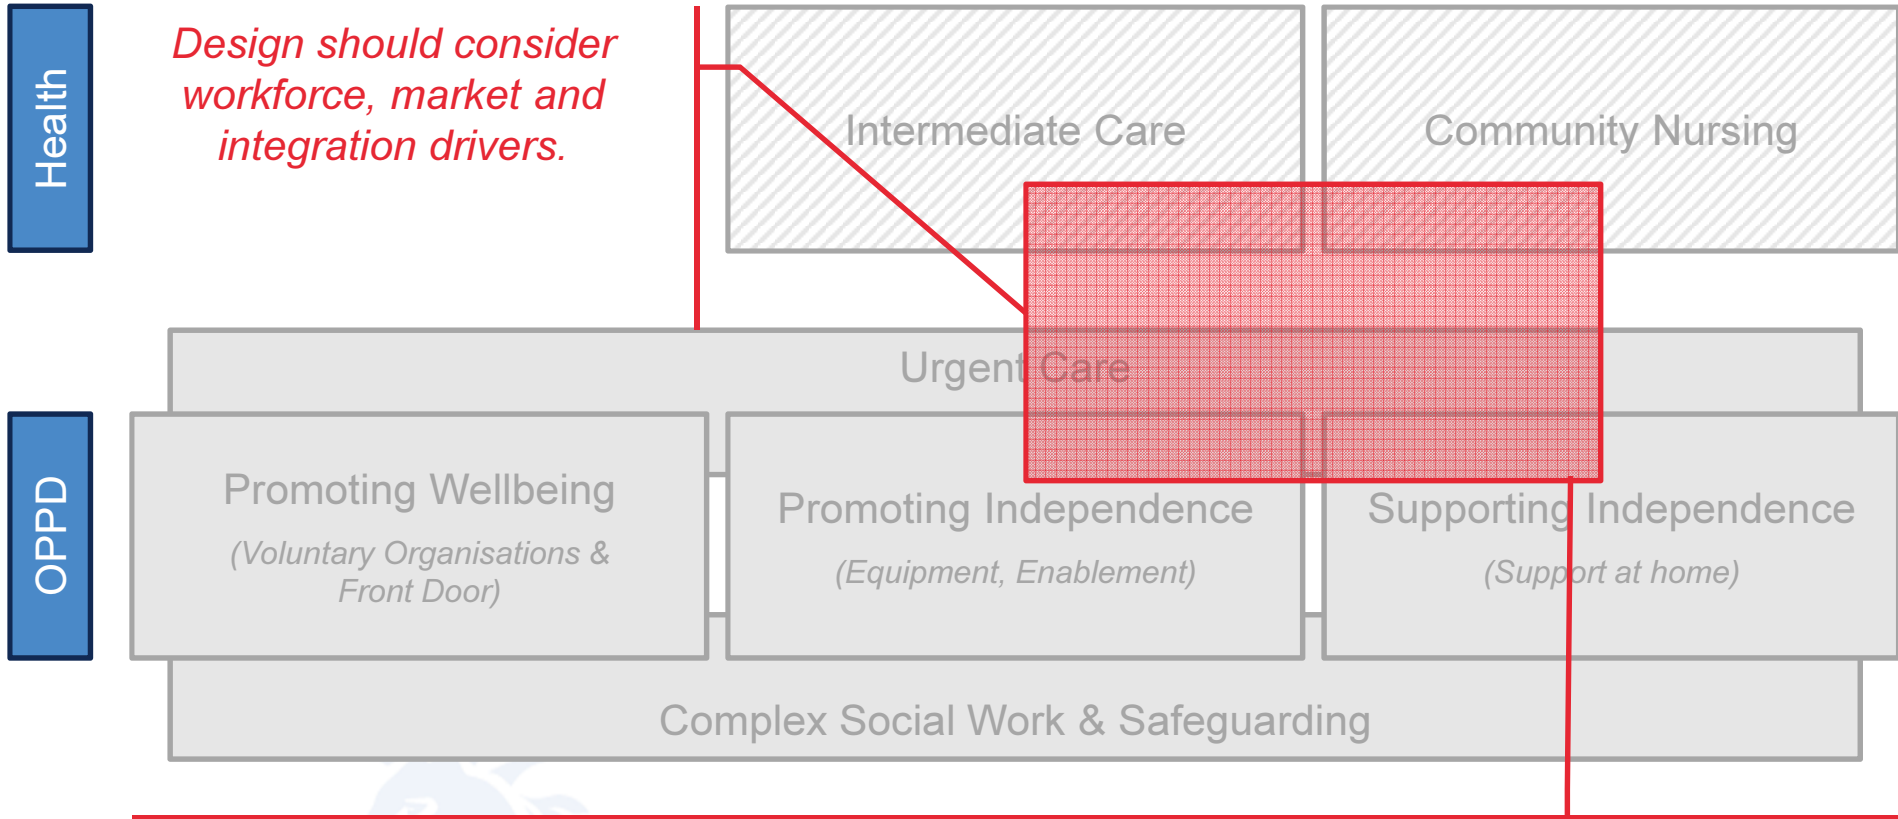 Health
Design should consider
workforce, market and
integration drivers.
Intermediate Care
Community Nursing
Urgent Care
OPPD
Promoting Wellbeing
(Voluntary Organisations &
Front Door)
Promoting Independence
(Equipment, Enablement)
Supporting Independence
(Support at home)
Complex Social Work & Safeguarding